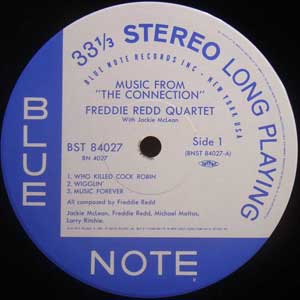 33⅓ STEREO LONG PLAYING
BLUE NOTE RECORDS INC · NEW YORK USA
MUSIC FROM
"THE CONNECTION"
FREDDIE REDD QUARTET
With Jackie McLean
BST 84027
BN 4027
Side 1
(BNST 84027-A)
1. WHO KILLED COCK ROBIN
2. WIGGLIN'
3. MUSIC FOREVER
All composed by Freddie Redd
Jackie McLean, Freddie Redd, Michael Mattos,
Larry Ritchie.
BLUE
NOTE